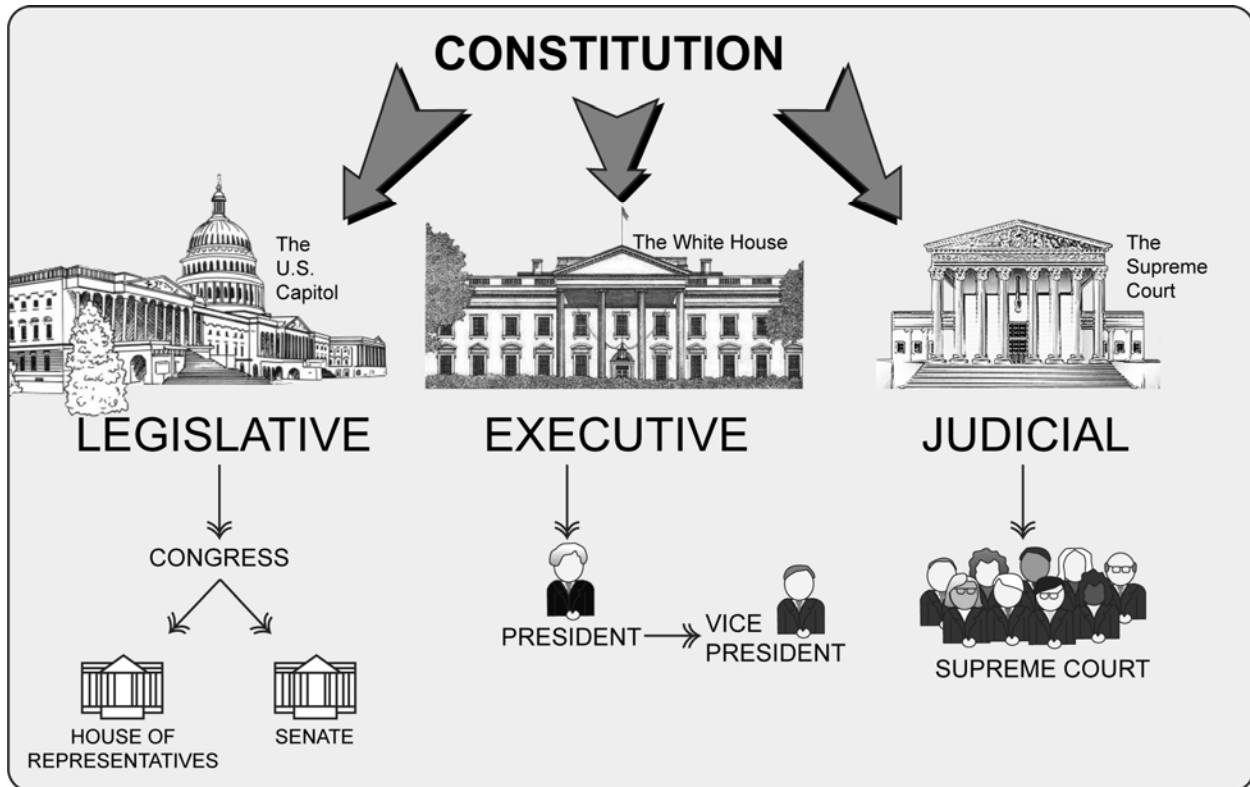 CONSTITUTION
The
U.S.
Capitol
The White House
The
Supreme
Court
LEGISLATIVE
EXECUTIVE
JUDICIAL
CONGRESS
HOUSE OF
REPRESENTATIVES
SENATE
PRESIDENT
VICE
PRESIDENT
SUPREME COURT